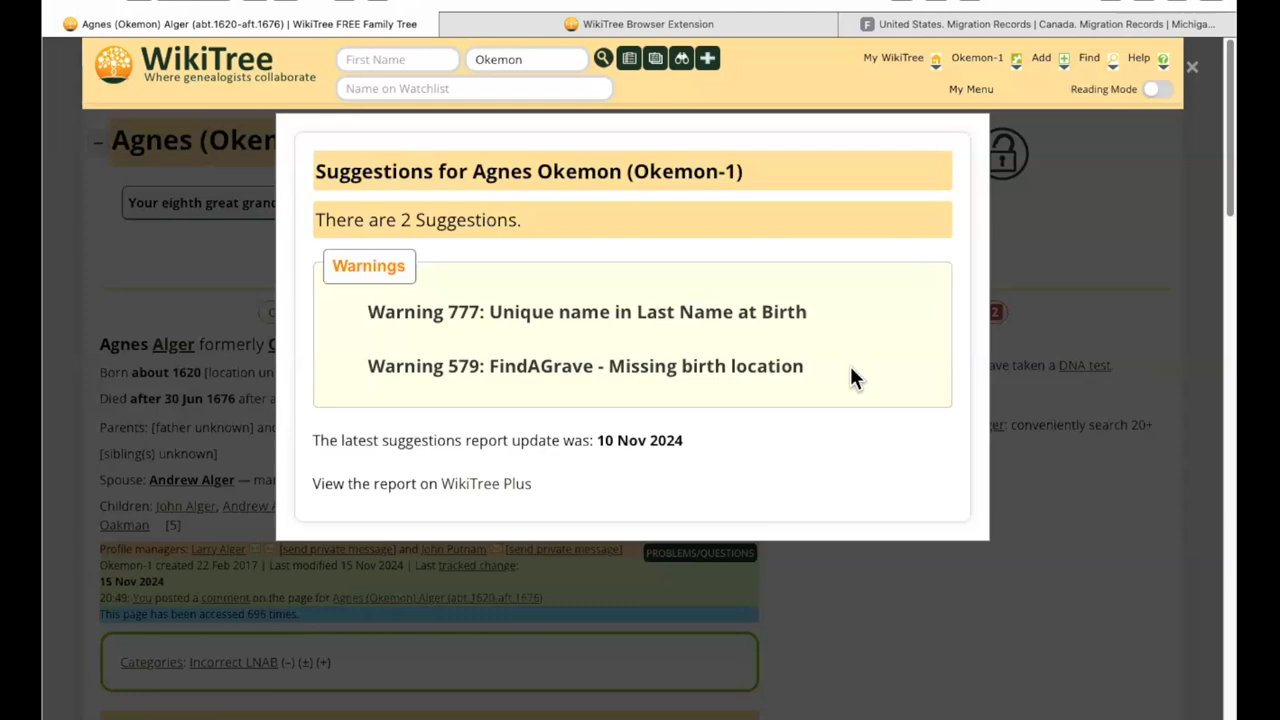 Agnes (Okemon) Alger (abt.1620-aft.1676) | WikiTree FREE Family Tree
WikiTree Browser Extension
United States. Migration Records | Canada. Migration Records | Michiga...
WikiTree
Where genealogists collaborate
First Name
Okemon
My WikiTree
Okemon-1
Add
Find
Help
Name on Watchlist
My Menu
Reading Mode
– Agnes (Oken
Your eighth great gran
Suggestions for Agnes Okemon (Okemon-1)
There are 2 Suggestions.
Warnings
Warning 777: Unique name in Last Name at Birth
Warning 579: FindAGrave - Missing birth location
The latest suggestions report update was: 10 Nov 2024
View the report on WikiTree Plus
2
Agnes Alger formerly
Born about 1620 [location un
ave taken a DNA test.
Died after 30 Jun 1676 after a
Parents: [father unknown] an
er: conveniently search 20+
[sibling(s) unknown]
Spouse: Andrew Alger — mar
Children: John Alger, Andrew A
Oakman [5]
Profile managers: Larry Alger [send private message] and John Putnam [send private message]
PROBLEMS/QUESTIONS
Okemon-1 created 22 Feb 2017 | Last modified 15 Nov 2024 | Last tracked change:
15 Nov 2024
20:49: You posted a comment on the page for Agnes (Okemon) Alger (abt.1620-aft.1676)
This page has been accessed 696 times.
Categories: Incorrect LNAB (−) (±) (+)